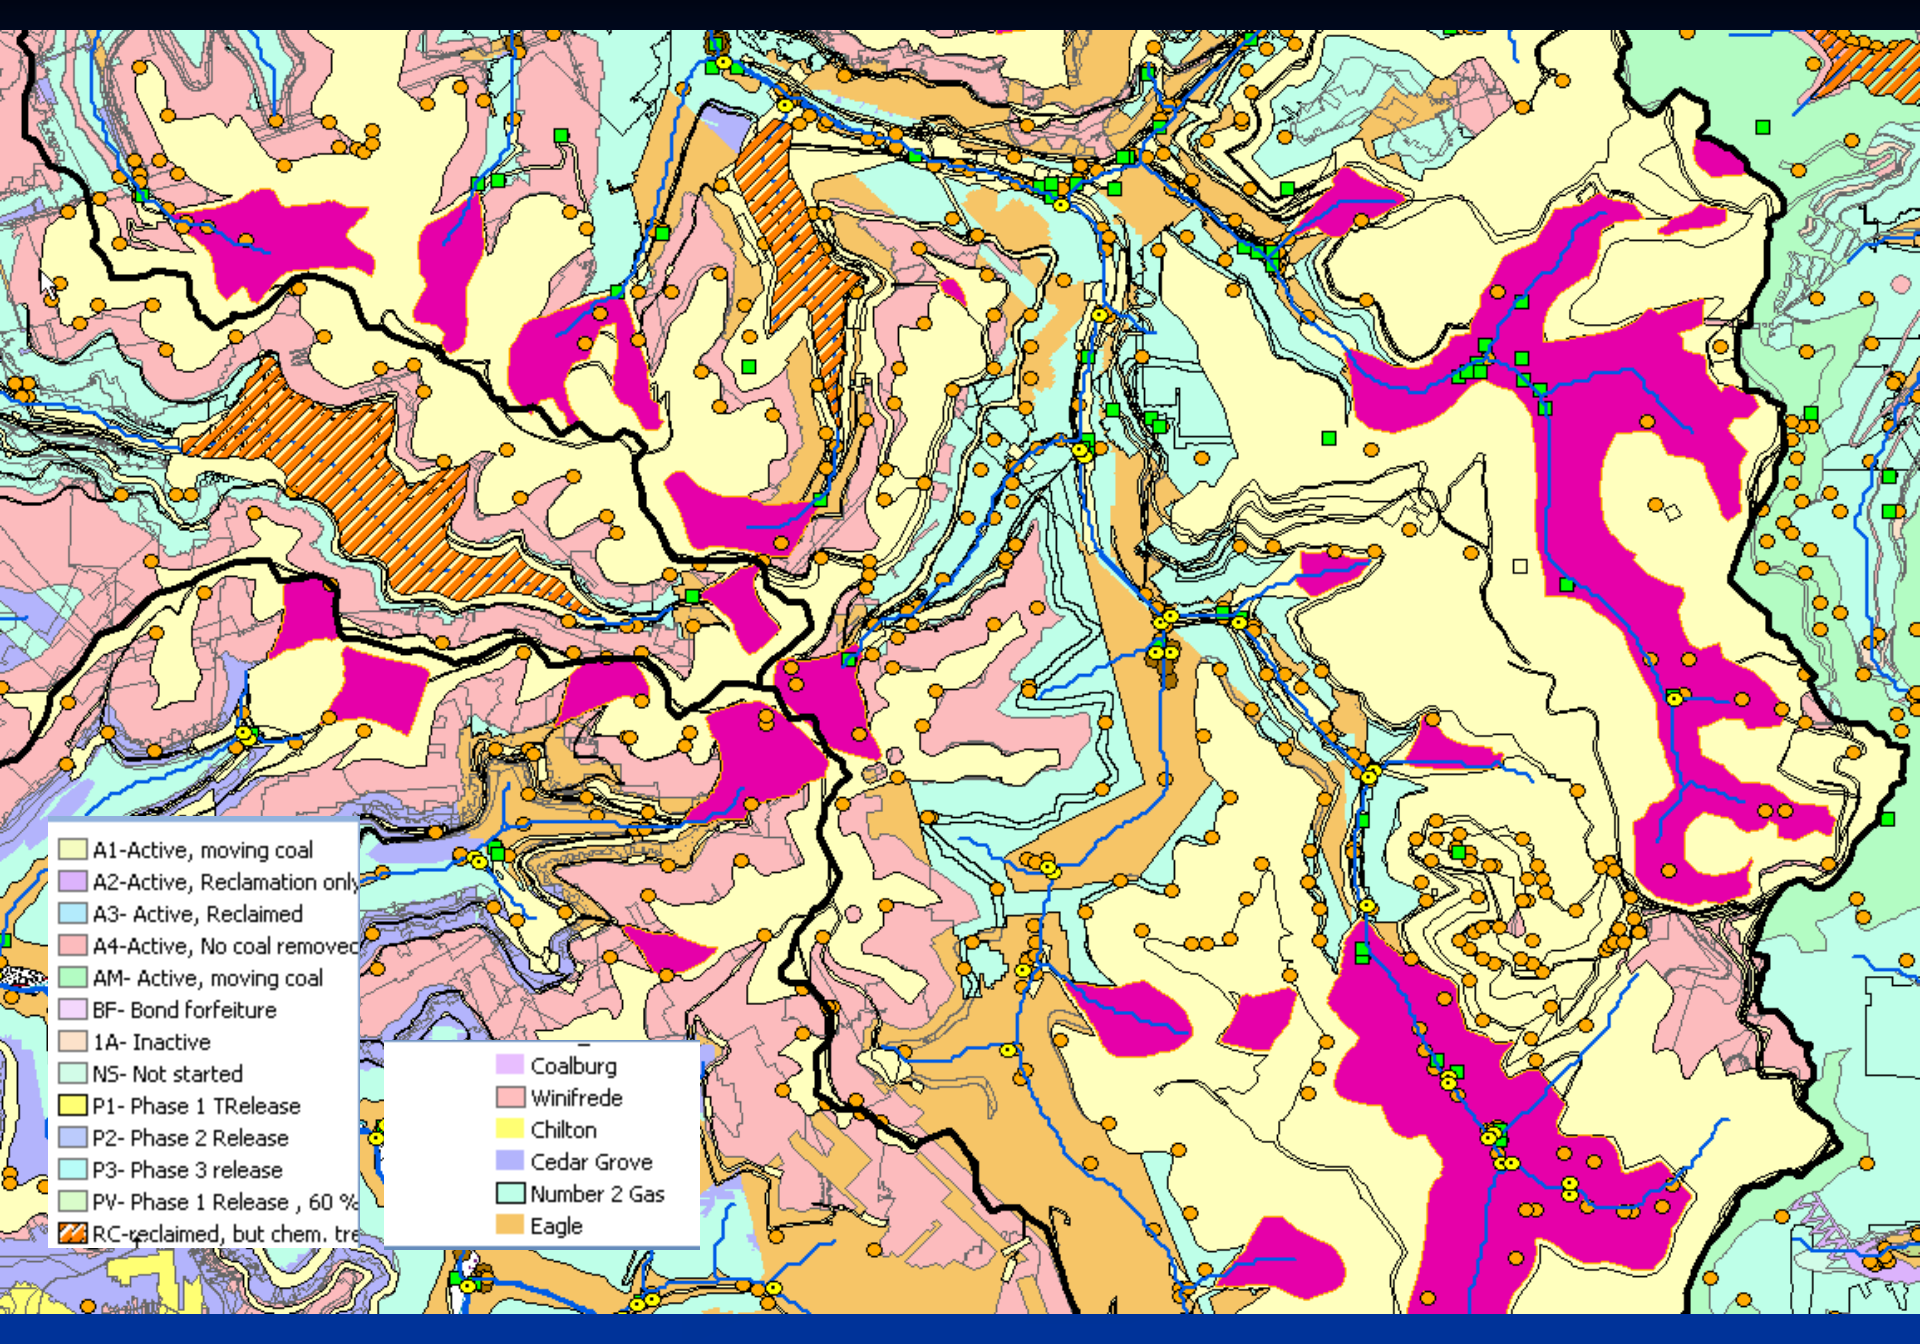 A1-Active, moving coal
A2-Active, Reclamation only
A3- Active, Reclaimed
A4-Active, No coal removed
AM- Active, moving coal
BF- Bond forfeiture
1A- Inactive
NS- Not started
P1- Phase 1 TRelease
P2- Phase 2 Release
P3- Phase 3 release
PV- Phase 1 Release , 60 %
RC-reclaimed, but chem. tre
Coalburg
Winifrede
Chilton
Cedar Grove
Number 2 Gas
Eagle